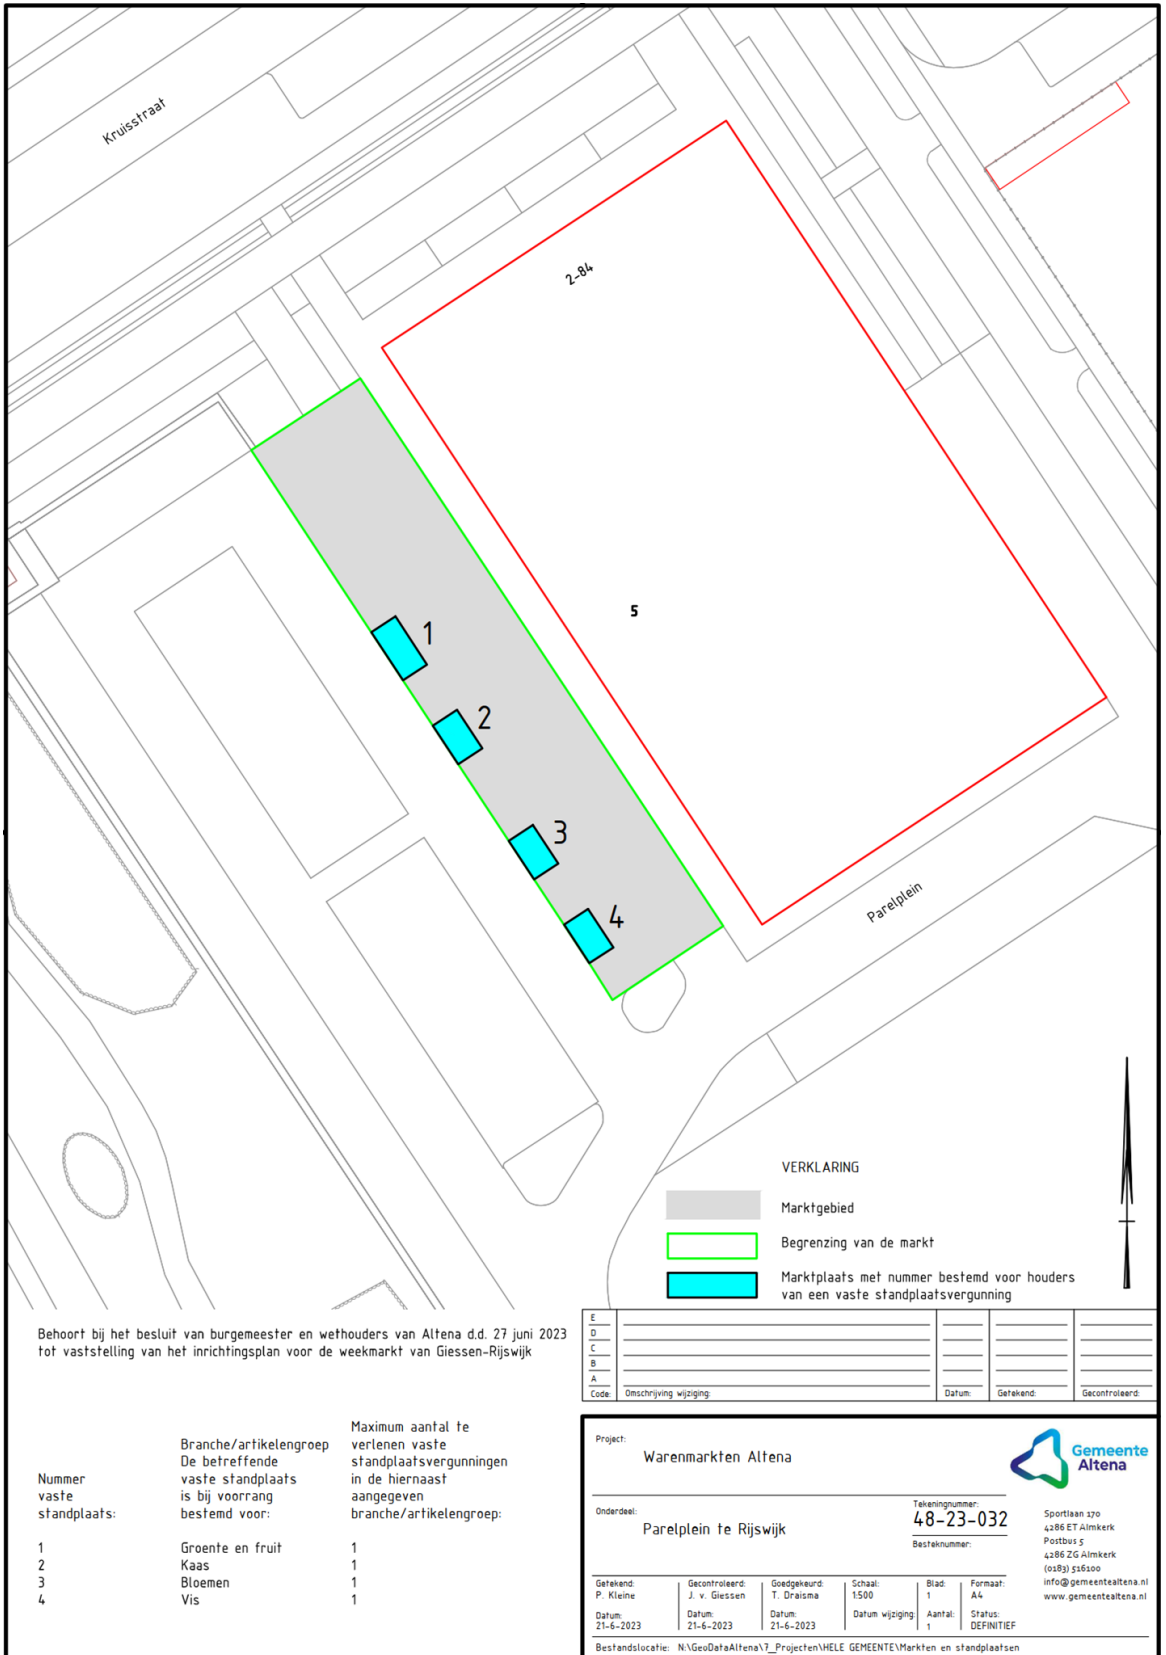 Kruisstraat
2-84
5
1
2
3
4
Parelplein
VERKLARING
Marktgebied
Begrenzing van de markt
Marktplaats met nummer bestemd voor houders
van een vaste standplaatsvergunning
Behoort bij het besluit van burgemeester en wethouders van Altena d.d. 27 juni 2023
tot vaststelling van het inrichtingsplan voor de weekmarkt van Giessen-Rijswijk
E
D
C
B
A
Code: Omschrijving wijziging: Datum: Getekend: Gecontroleerd:
Nummer
vaste
standplaats:
Branche/artikelengroep
De betreffende
vaste standplaats
is bij voorrang
bestemd voor:
Maximum aantal te
verlenen vaste
standplaatsvergunningen
in de hiernaast
aangegeven
branche/artikelengroep:
1 Groente en fruit 1
2 Kaas 1
3 Bloemen 1
4 Vis 1
Project:
Warenmarkten Altena
Gemeente
Altena
Onderdeel:
Parelplein te Rijswijk
Tekeningnummer:
48-23-032
Besteknummer:
Sportlaan 170
4286 ET Almkerk
Postbus 5
4286 ZG Almkerk
(0183) 516100
info@gemeentealtena.nl
www.gemeentealtena.nl
Getekend: Gecontroleerd: Goedgekeurd: Schaal: Blad: Formaat:
P. Kleine J. v. Giessen T. Draisma 1:500 1 A4
Datum: Datum: Datum: Datum wijziging: Aantal: Status:
21-6-2023 21-6-2023 21-6-2023 1 DEFINITIEF
Bestandslocatie: N:\GeoDataAltena\7_Projecten\HELE GEMEENTE\Markten en standplaatsen